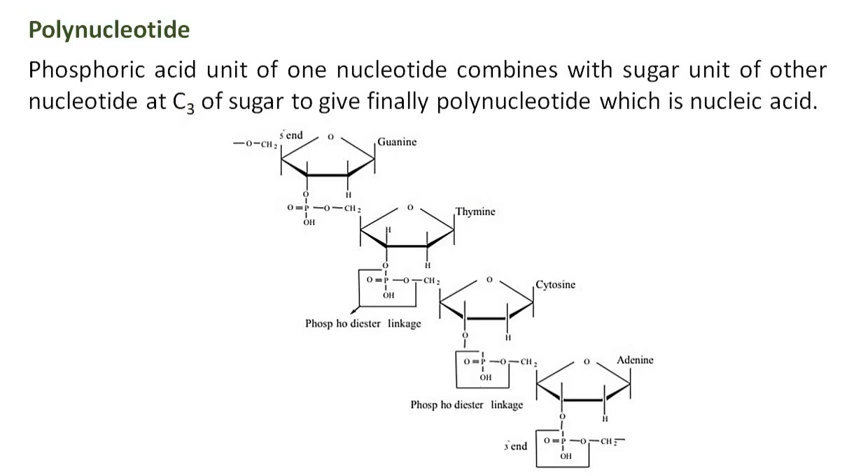 Polynucleotide
Phosphoric acid unit of one nucleotide combines with sugar unit of other
nucleotide at C₃ of sugar to give finally polynucleotide which is nucleic acid.
5' end
O
Guanine
—O—CH₂
O
H
O=P—O—CH₂
OH
O
Thymine
H
O
H
O=P—O—CH₂
OH
O
Cytosine
Phosp ho diester linkage
O
H
O=P—O—CH₂
OH
O
Adenine
Phosp ho diester linkage
O
H
3' end
O=P—O—CH₂—
OH